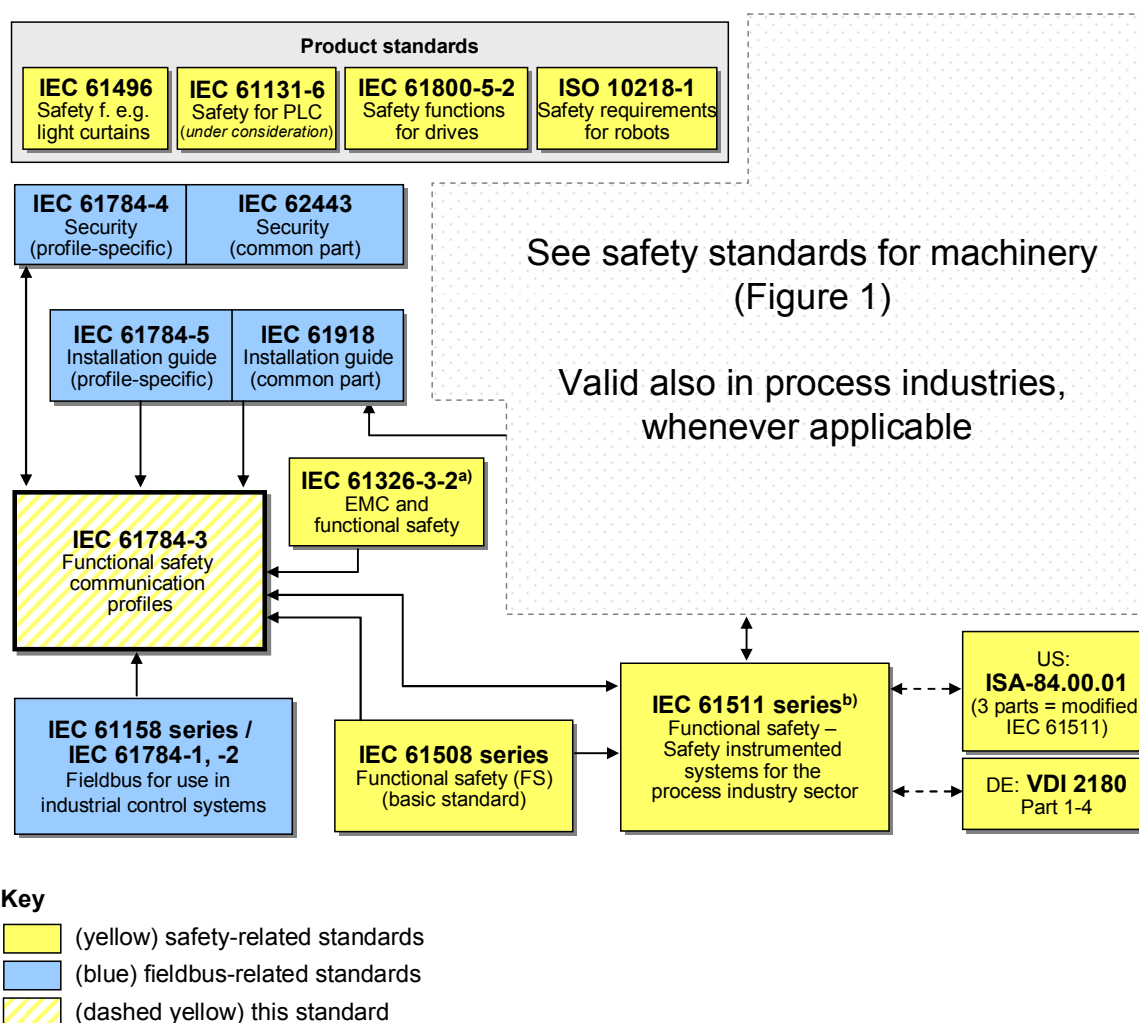 Product standards
IEC 61496
Safety f. e.g.
light curtains
IEC 61131-6
Safety for PLC
(under consideration)
IEC 61800-5-2
Safety functions
for drives
ISO 10218-1
Safety requirements
for robots
IEC 61784-4
Security
(profile-specific)
IEC 62443
Security
(common part)
See safety standards for machinery
(Figure 1)
Valid also in process industries,
whenever applicable
IEC 61784-5
Installation guide
(profile-specific)
IEC 61918
Installation guide
(common part)
IEC 61326-3-2a)
EMC and
functional safety
IEC 61784-3
Functional safety
communication
profiles
IEC 61158 series /
IEC 61784-1, -2
Fieldbus for use in
industrial control systems
IEC 61508 series
Functional safety (FS)
(basic standard)
IEC 61511 seriesb)
Functional safety –
Safety instrumented
systems for the
process industry sector
US:
ISA-84.00.01
(3 parts = modified
IEC 61511)
DE: VDI 2180
Part 1-4
Key
(yellow) safety-related standards
(blue) fieldbus-related standards
(dashed yellow) this standard